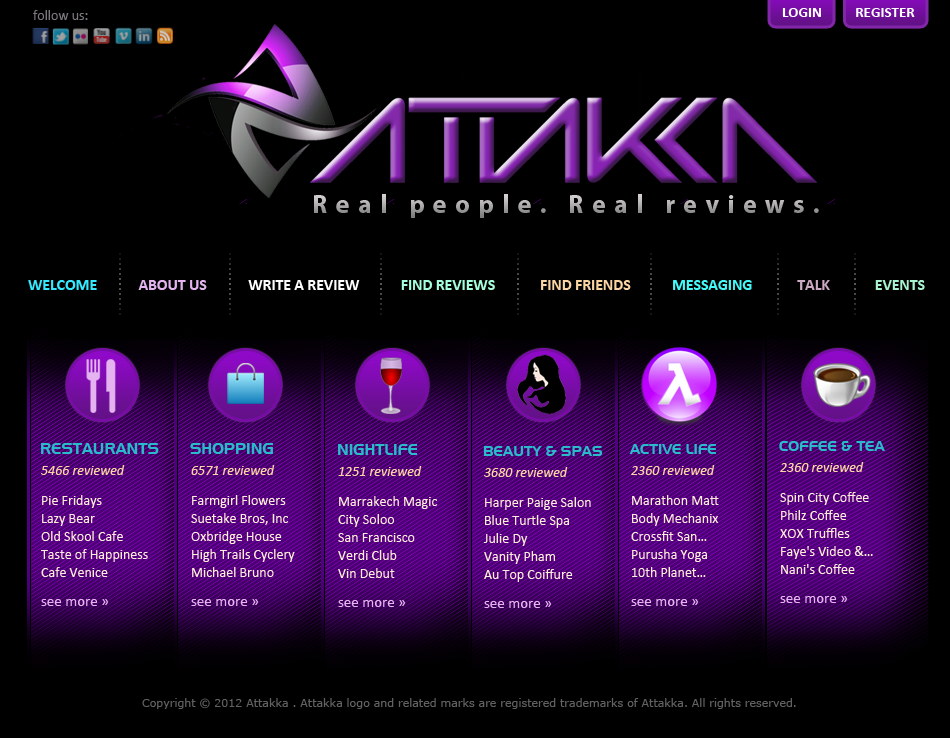 follow us:
LOGIN
REGISTER
ATTAKKA
Real people. Real reviews.
WELCOME
ABOUT US
WRITE A REVIEW
FIND REVIEWS
FIND FRIENDS
MESSAGING
TALK
EVENTS
RESTAURANTS
5466 reviewed
Pie Fridays
Lazy Bear
Old Skool Cafe
Taste of Happiness
Cafe Venice
see more »
SHOPPING
6571 reviewed
Farmgirl Flowers
Suetake Bros, Inc
Oxbridge House
High Trails Cyclery
Michael Bruno
see more »
NIGHTLIFE
1251 reviewed
Marrakech Magic
City Soloo
San Francisco
Verdi Club
Vin Debut
see more »
BEAUTY & SPAS
3680 reviewed
Harper Paige Salon
Blue Turtle Spa
Julie Dy
Vanity Pham
Au Top Coiffure
see more »
ACTIVE LIFE
2360 reviewed
Marathon Matt
Body Mechanix
Crossfit San...
Purusha Yoga
10th Planet...
see more »
COFFEE & TEA
2360 reviewed
Spin City Coffee
Philz Coffee
XOX Truffles
Faye's Video &...
Nani's Coffee
see more »
Copyright © 2012 Attakka . Attakka logo and related marks are registered trademarks of Attakka. All rights reserved.